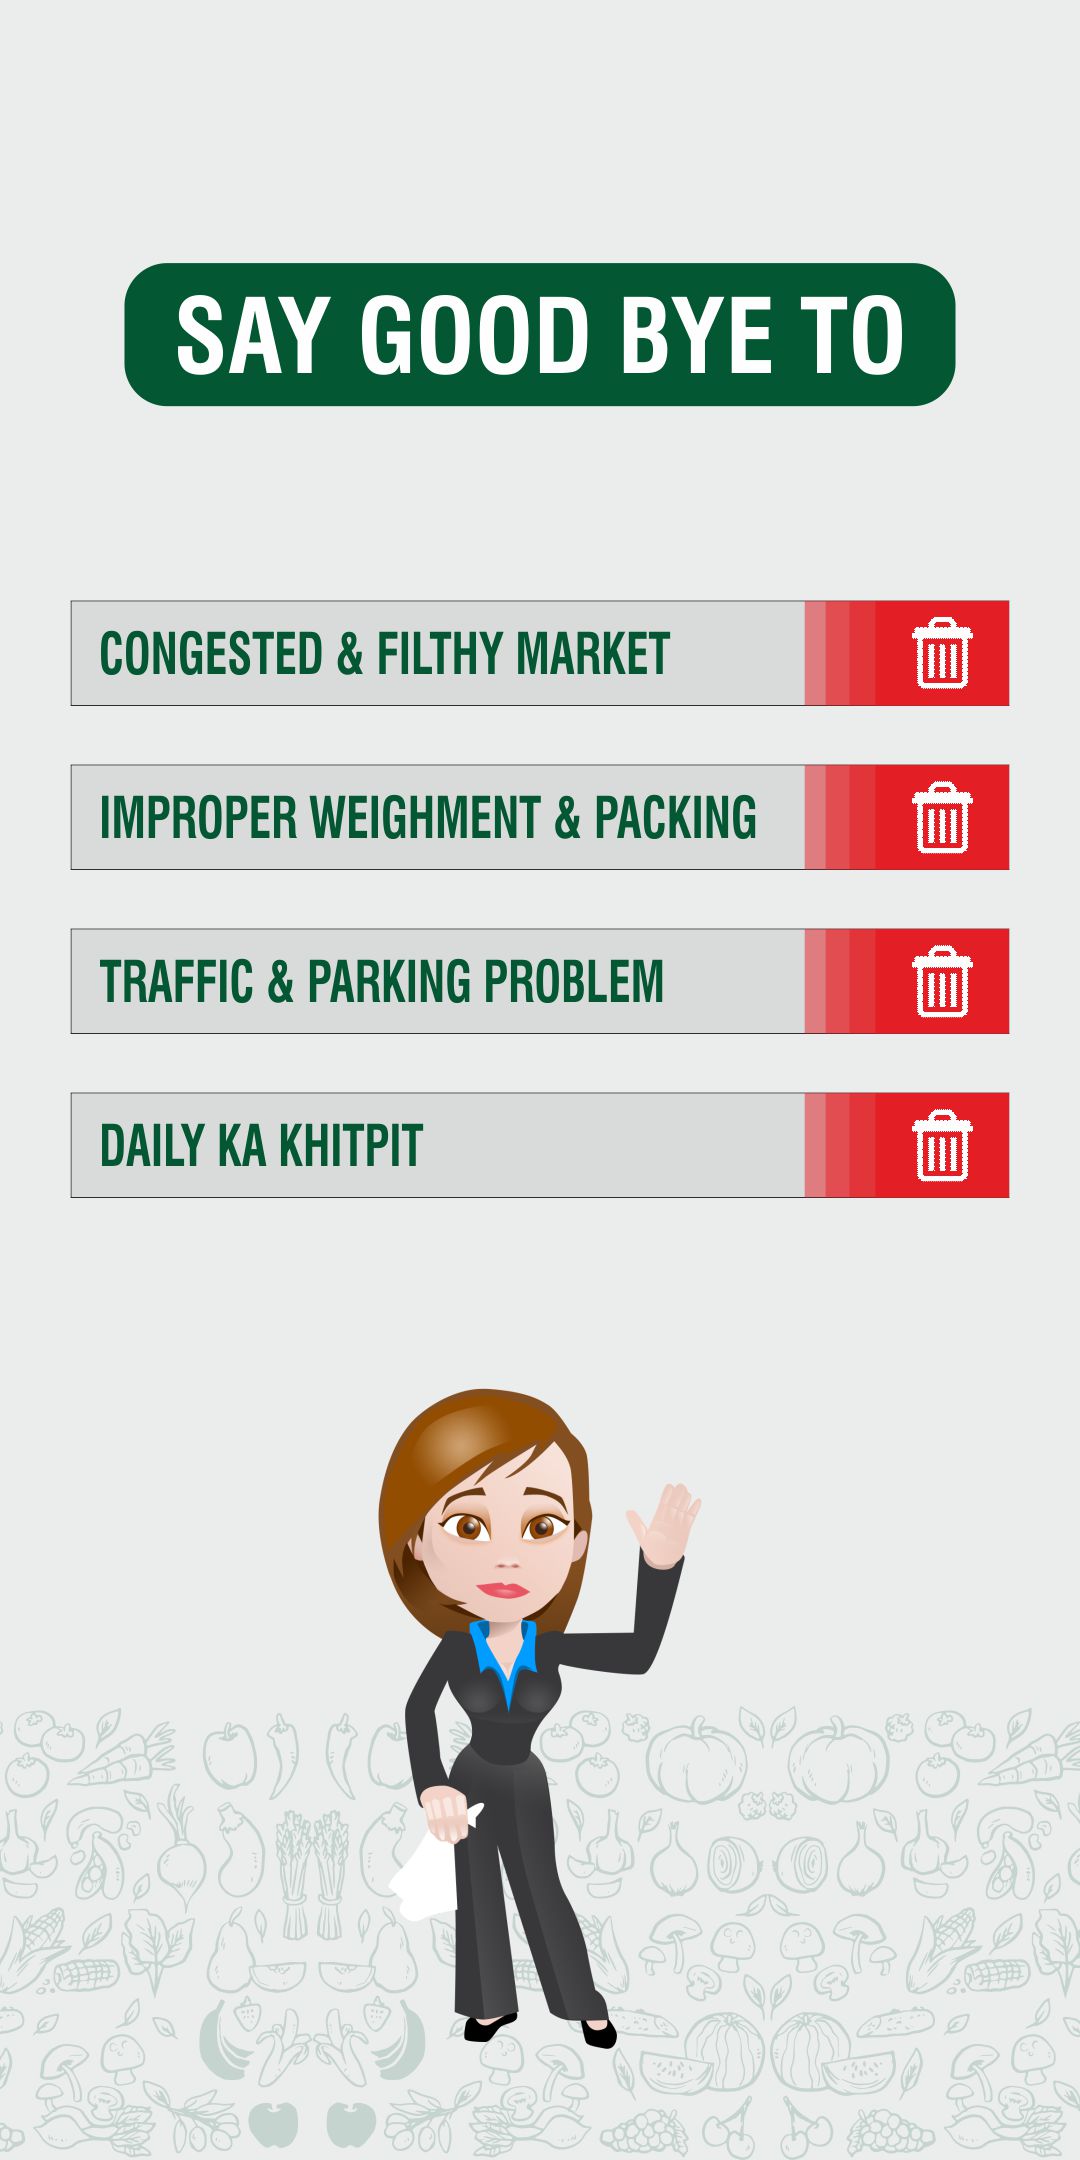 SAY GOOD BYE TO
CONGESTED & FILTHY MARKET
IMPROPER WEIGHMENT & PACKING
TRAFFIC & PARKING PROBLEM
DAILY KA KHITPIT